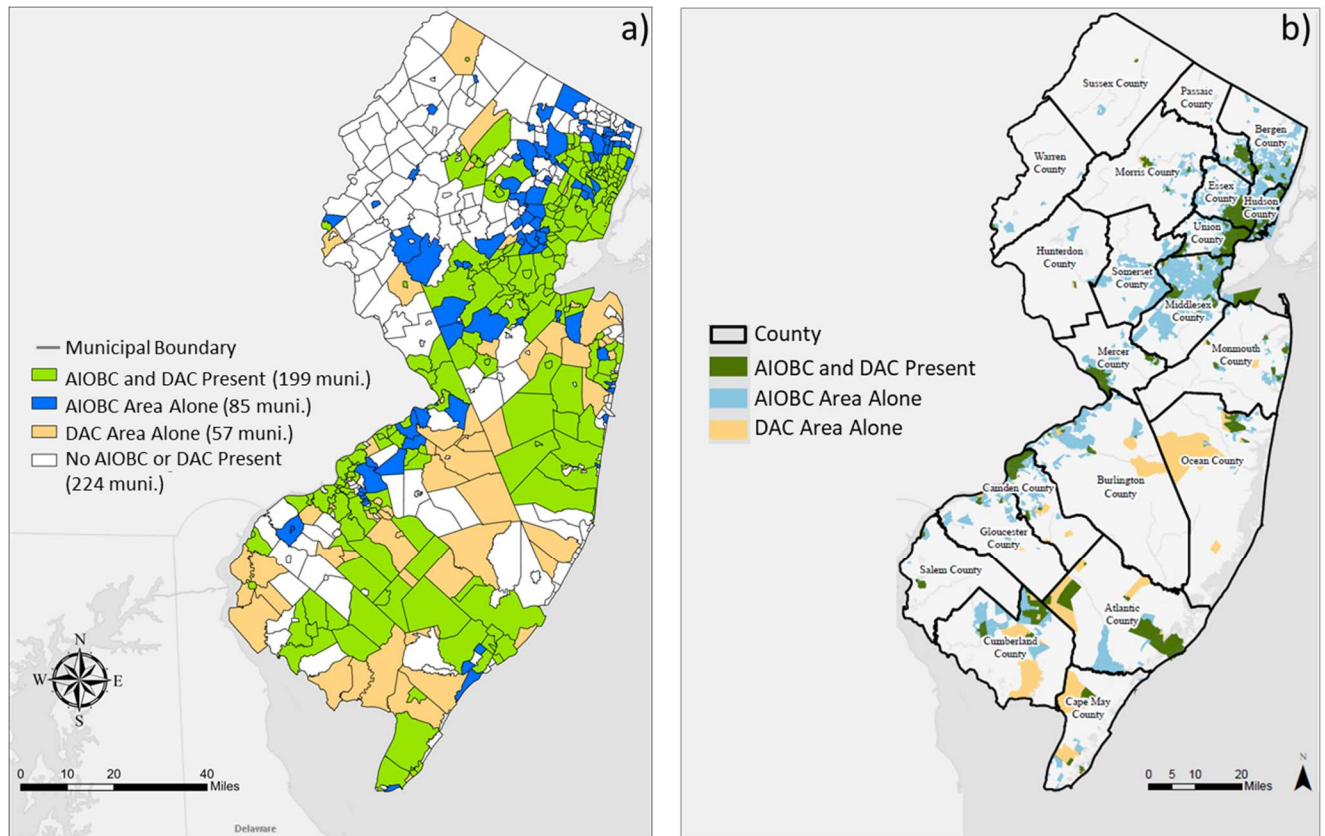 a)
Municipal Boundary
AIOBC and DAC Present (199 muni.)
AIOBC Area Alone (85 muni.)
DAC Area Alone (57 muni.)
No AIOBC or DAC Present
(224 muni.)
N
W E
S
0 10 20 40
Miles
Delaware
b)
Sussex County
Passaic
County
Bergen
County
Warren
County
Morris County
Essex
County
Hudson
County
Union
County
Hunterdon
County
Somerset
County
Middlesex
County
Mercer
County
Monmouth
County
County
AIOBC and DAC Present
AIOBC Area Alone
DAC Area Alone
Ocean County
Burlington
County
Camden County
Gloucester
County
Salem County
Atlantic
County
Cumberland
County
Cape May
County
0 5 10 20
Miles
N